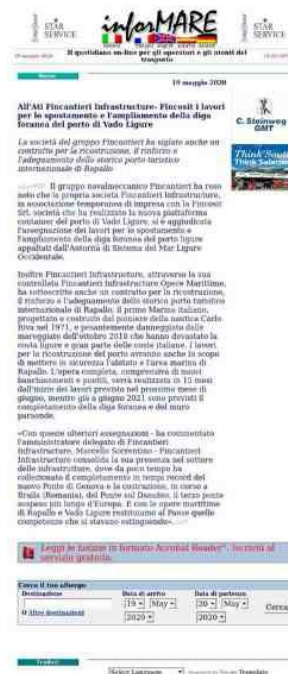 STAR
SERVICE
inforMARE
STAR
SERVICE
19 maggio 2020
Il quotidiano on-line per gli operatori e gli utenti del
trasporto
19 maggio 2020
All'Ati Fincantieri Infrastructure- Fincosit i lavori
per lo spostamento e l'ampliamento della diga
foranea del porto di Vado Ligure
La società del gruppo Fincantieri ha siglato anche un
contratto per la ricostruzione, il rinforzo e
l'adeguamento dello storico porto turistico
internazionale di Rapallo
C. Steinweg
GMT
Think South
Think Salerno
Il gruppo navalmeccanico Fincantieri ha reso
noto che la propria società Fincantieri Infrastructure,
in associazione temporanea di impresa con la Fincosit
Srl, società che ha realizzato la nuova piattaforma
container del porto di Vado Ligure, si è aggiudicata
l'assegnazione dei lavori per lo spostamento e
l'ampliamento della diga foranea del porto ligure
appaltati dall'Autorità di Sistema del Mar Ligure
Occidentale.
Inoltre Fincantieri Infrastructure, attraverso la sua
controllata Fincantieri Infrastructure Opere Marittime,
ha sottoscritto anche un contratto per la ricostruzione,
il rinforzo e l'adeguamento dello storico porto turistico
internazionale di Rapallo, il primo Marina italiano,
progettato e costruito dal pioniere della nautica Carlo
Riva nel 1971, e pesantemente danneggiato dalle
mareggiate dell'ottobre 2018 che hanno devastato la
costa ligure e gran parte delle coste italiane. I lavori
per la ricostruzione del porto avranno anche lo scopo
di mettere in sicurezza l'abitato e l'area marina di
Rapallo. L'opera completa, comprensiva di nuovi
banchinamenti e pontili, verrà realizzata in 15 mesi
dall'inizio dei lavori previsto nel prossimo mese di
giugno, mentre già a giugno 2021 sono previsti il
completamento della diga foranea e del muro
paraonde.
«Con queste ulteriori assegnazioni - ha commentato
l'amministratore delegato di Fincantieri
Infrastructure, Marcello Sorrentino - Fincantieri
Infrastructure consolida la sua presenza nel settore
delle infrastrutture, dove da poco tempo ha
collezionato il completamento in tempi record del
nuovo Ponte di Genova e la costruzione, in corso a
Braila (Romania), del Ponte sul Danubio, il terzo ponte
sospeso più lungo d'Europa. E con le opere marittime
di Rapallo e Vado Ligure restituiamo al Paese quelle
competenze che si stavano estinguendo».
Leggi le notizie in formato Acrobat Reader®. Iscriviti al
servizio gratuito.
Cerca il tuo albergo
Destinazione
Data di arrivo
Data di partenza
19
May
20
May
Cerca
Altre destinazioni
2020
2020
Select Language
Translate